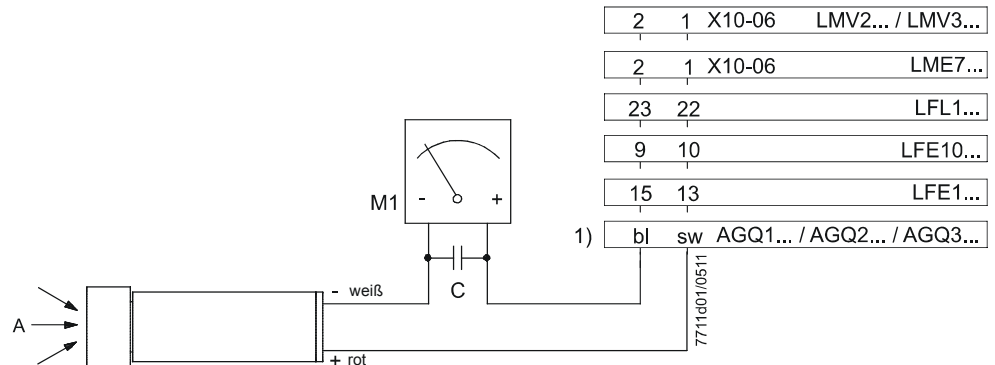 2 1 X10-06 LMV2... / LMV3...
2 1 X10-06 LME7...
23 22 LFL1...
9 10 LFE10...
15 13 LFE1...
1) bl sw AGQ1... / AGQ2... / AGQ3...
M1 - +
C
7711d01/0511
- weiß
A
+ rot